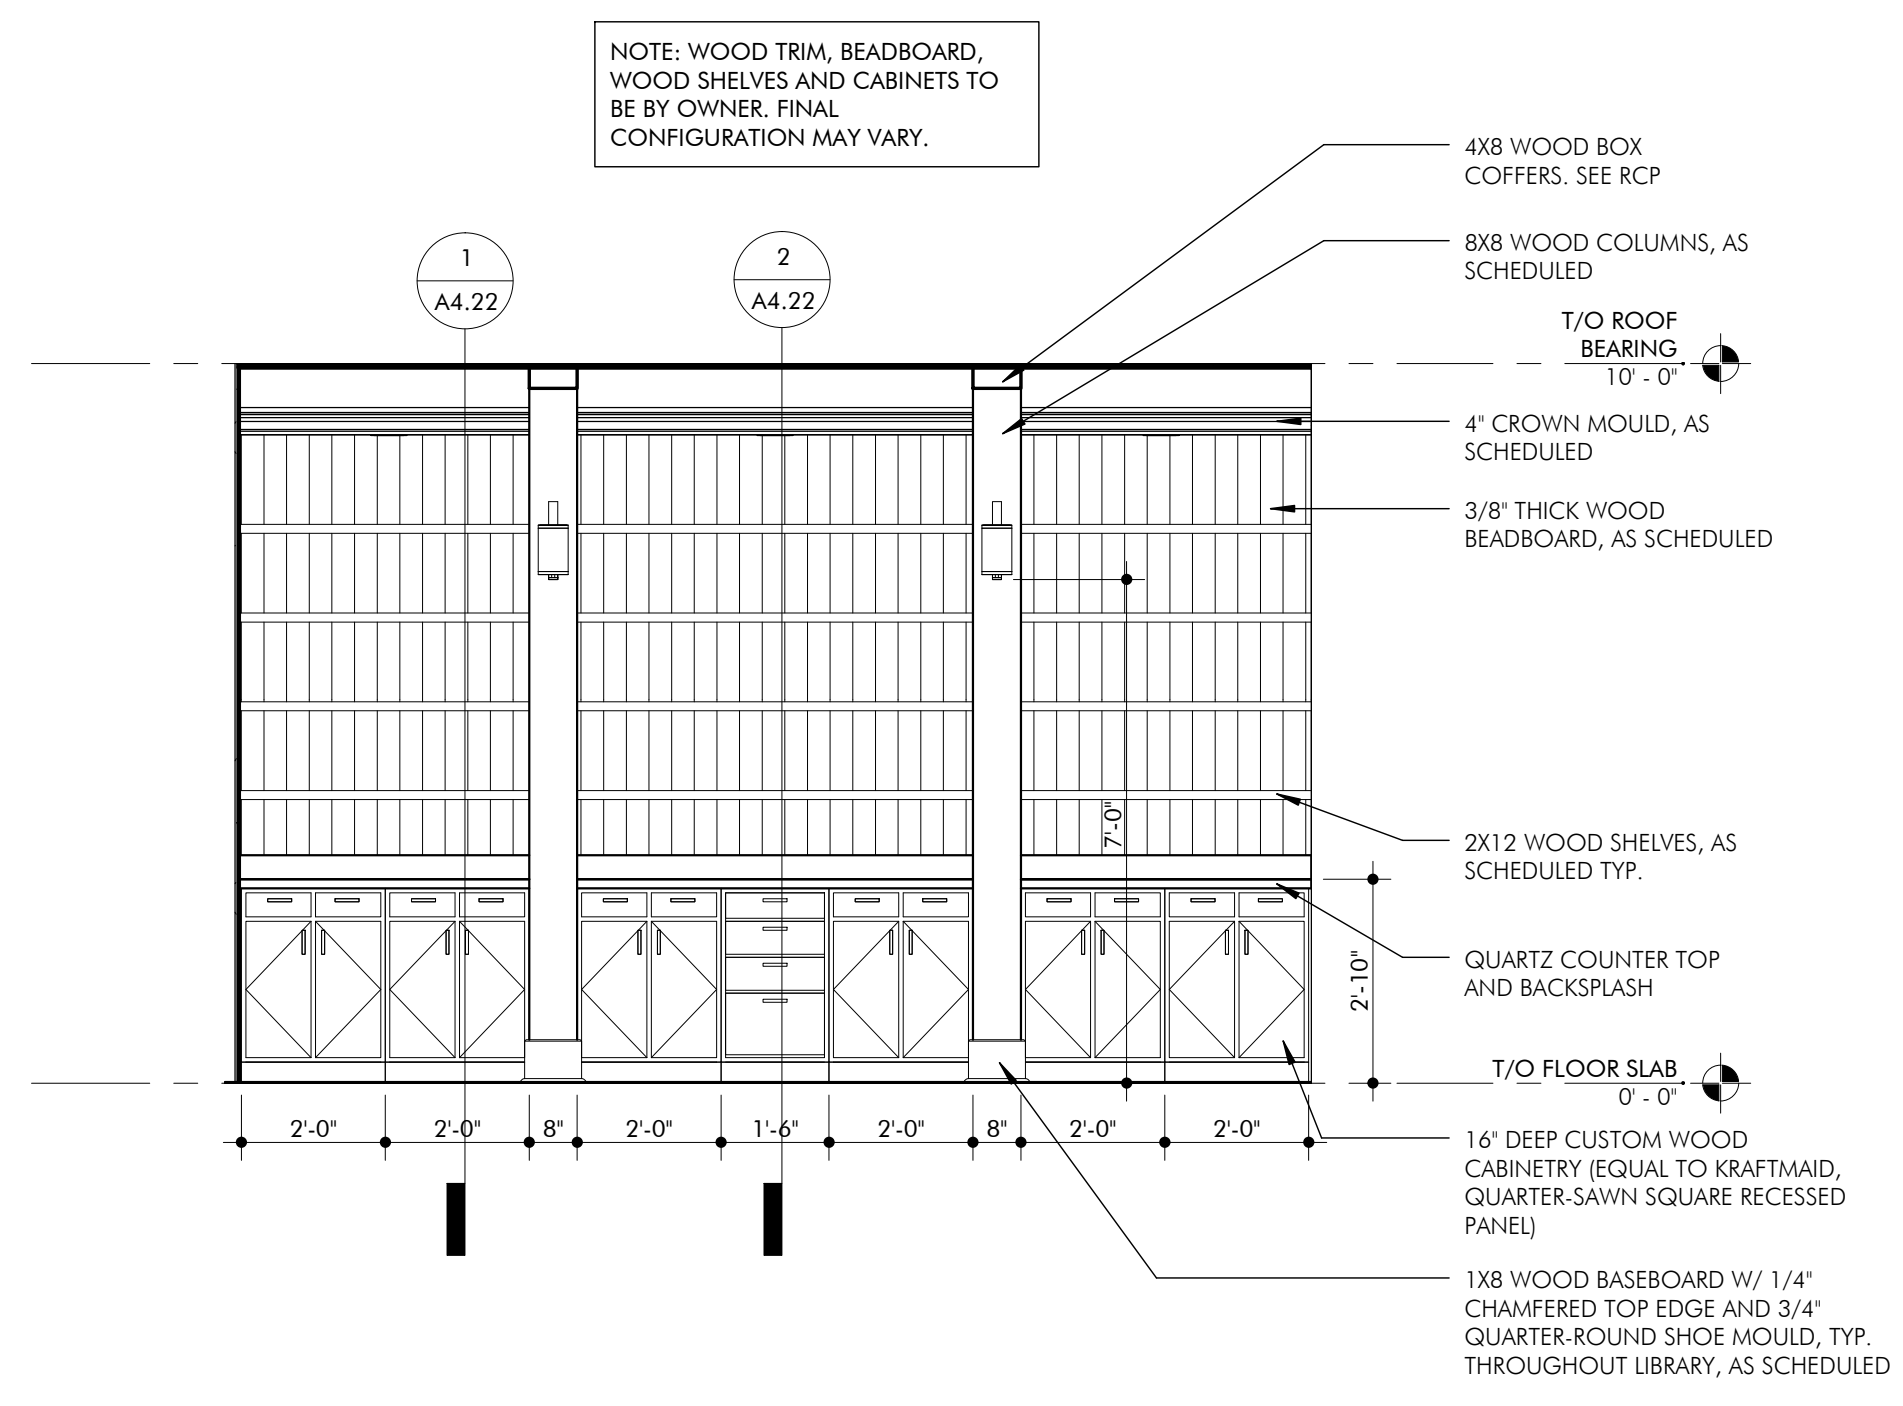 NOTE: WOOD TRIM, BEADBOARD,
WOOD SHELVES AND CABINETS TO
BE BY OWNER. FINAL
CONFIGURATION MAY VARY.
4X8 WOOD BOX
COFFERS. SEE RCP
8X8 WOOD COLUMNS, AS
SCHEDULED
1
A4.22
2
A4.22
T/O ROOF
BEARING
10' - 0"
4" CROWN MOULD, AS
SCHEDULED
3/8" THICK WOOD
BEADBOARD, AS SCHEDULED
7'-0"
2X12 WOOD SHELVES, AS
SCHEDULED TYP.
QUARTZ COUNTER TOP
AND BACKSPLASH
2'-10"
T/O FLOOR SLAB
0' - 0"
2'-0"
2'-0"
8"
2'-0"
1'-6"
2'-0"
8"
2'-0"
2'-0"
16" DEEP CUSTOM WOOD
CABINETRY (EQUAL TO KRAFTMAID,
QUARTER-SAWN SQUARE RECESSED
PANEL)
1X8 WOOD BASEBOARD W/ 1/4"
CHAMFERED TOP EDGE AND 3/4"
QUARTER-ROUND SHOE MOULD, TYP.
THROUGHOUT LIBRARY, AS SCHEDULED